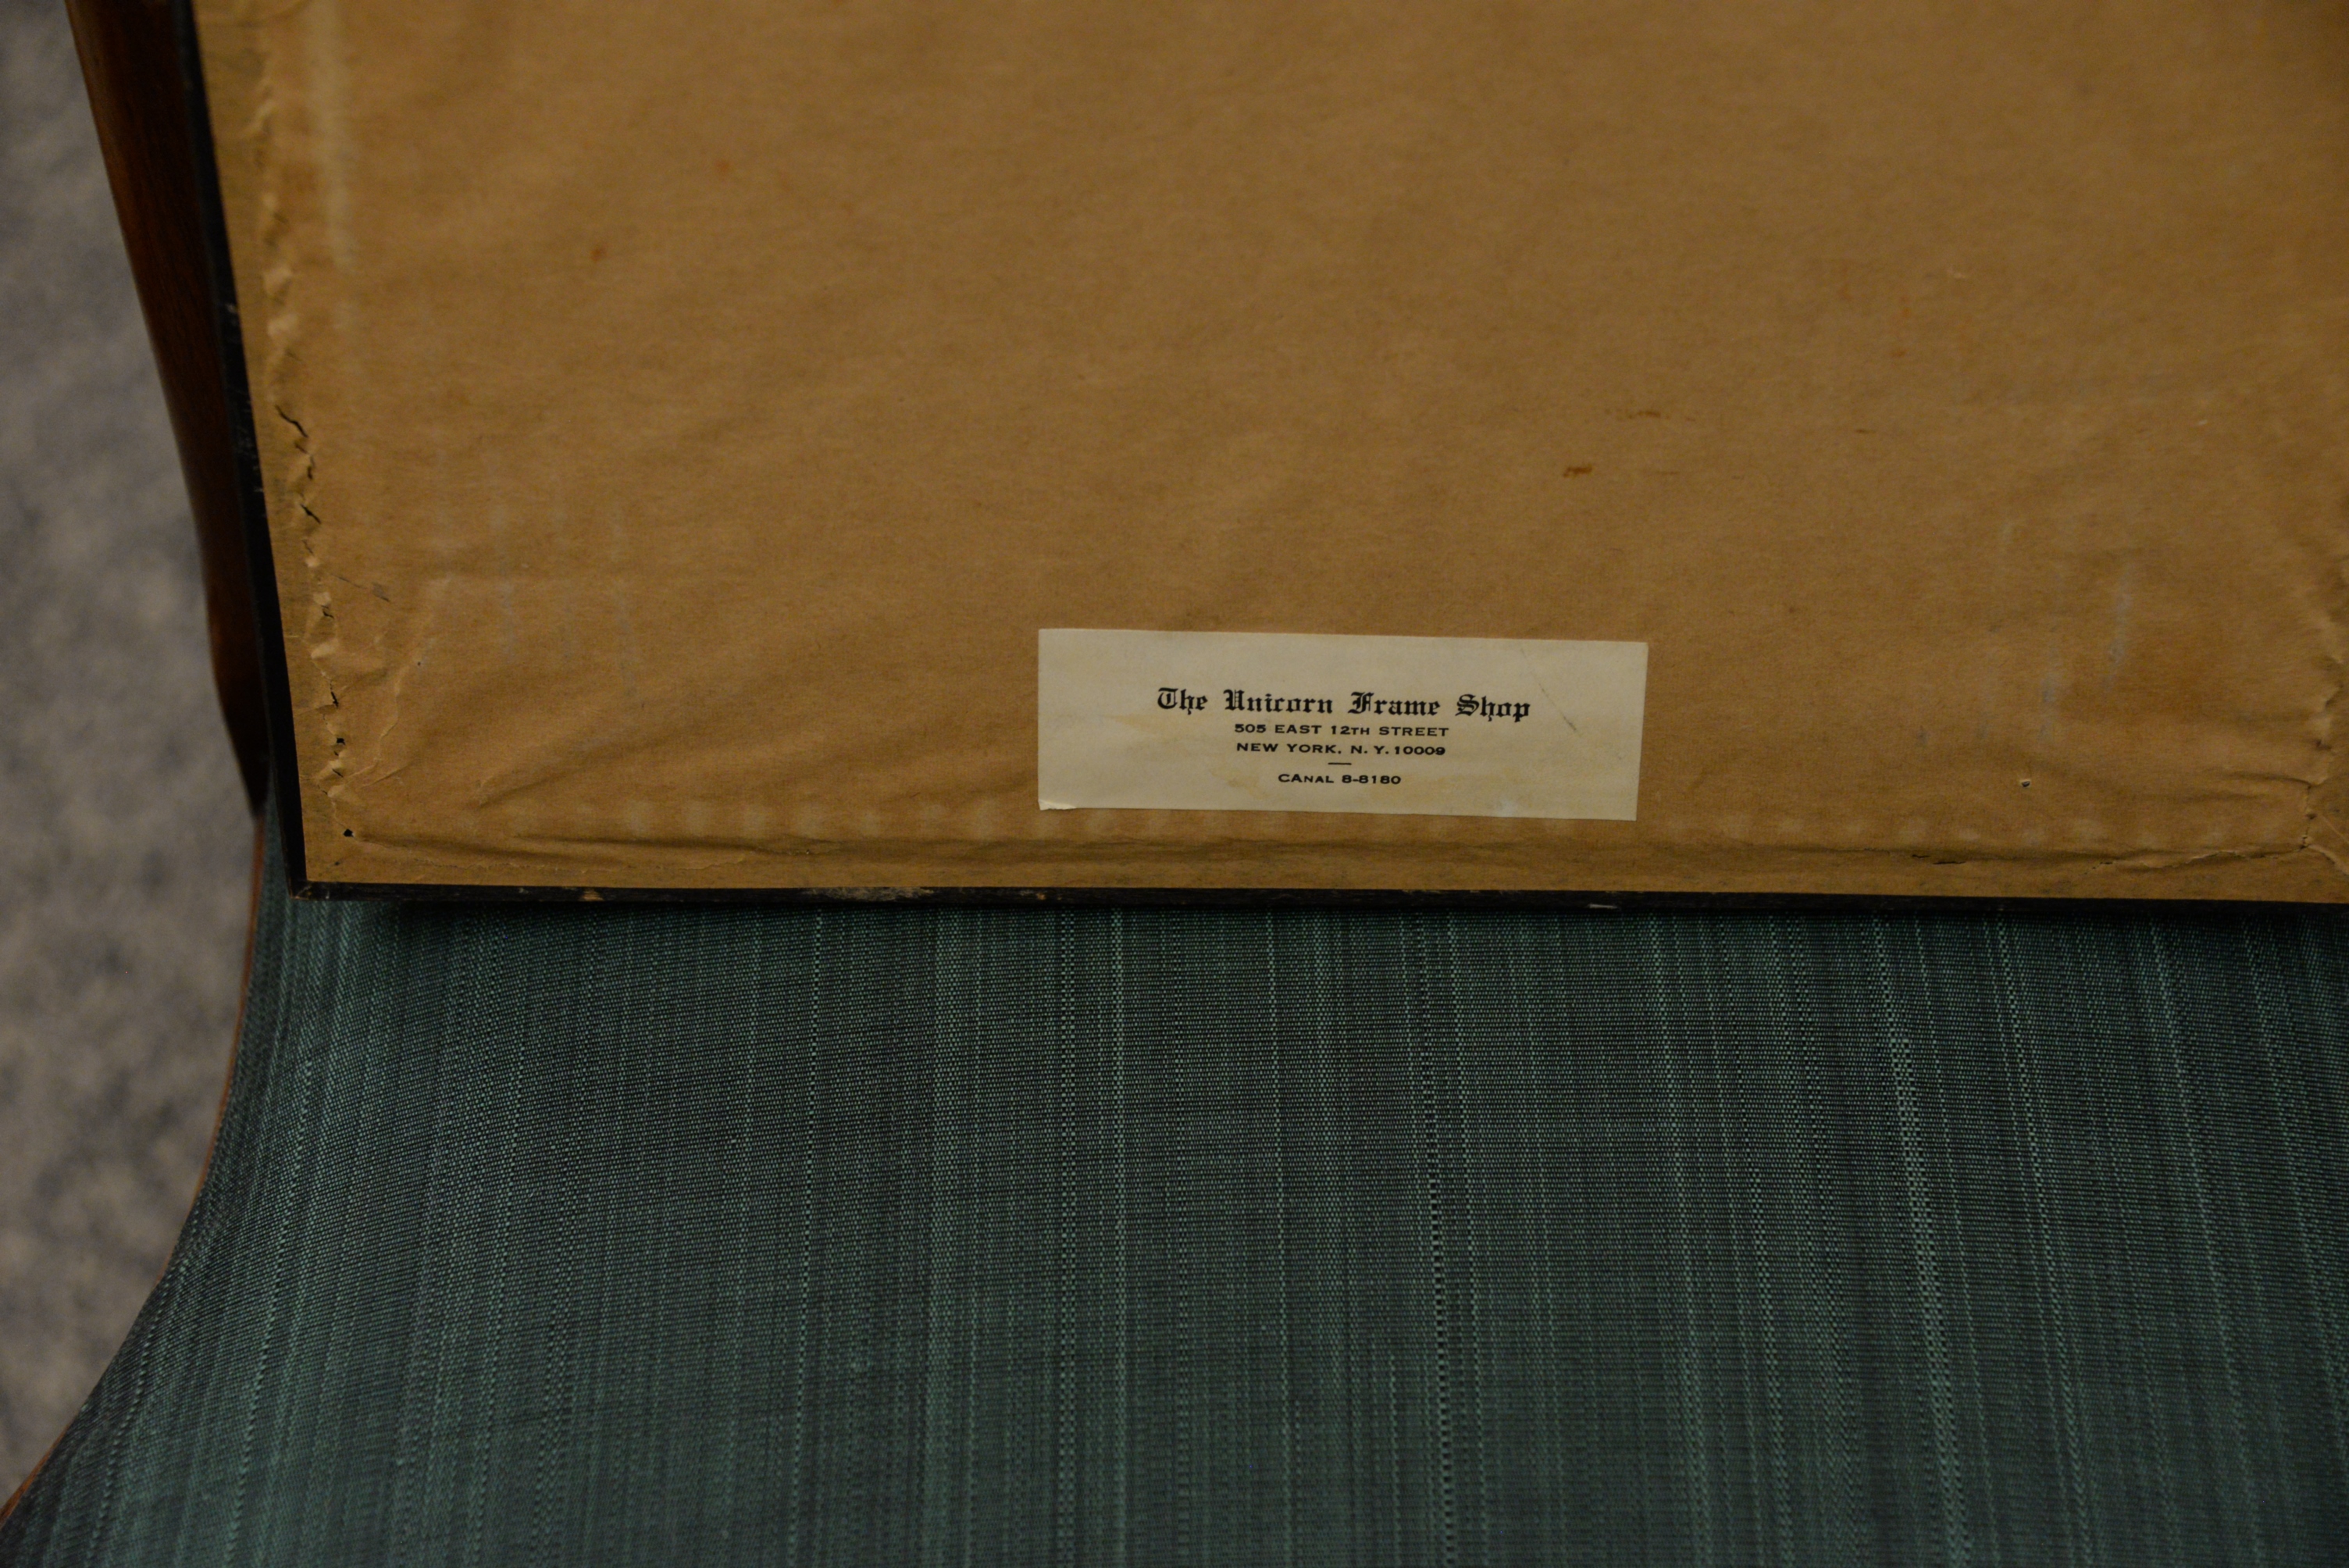 The Unicorn Frame Shop
505 EAST 12TH STREET
NEW YORK, N. Y. 10009
CANAL 8-8180